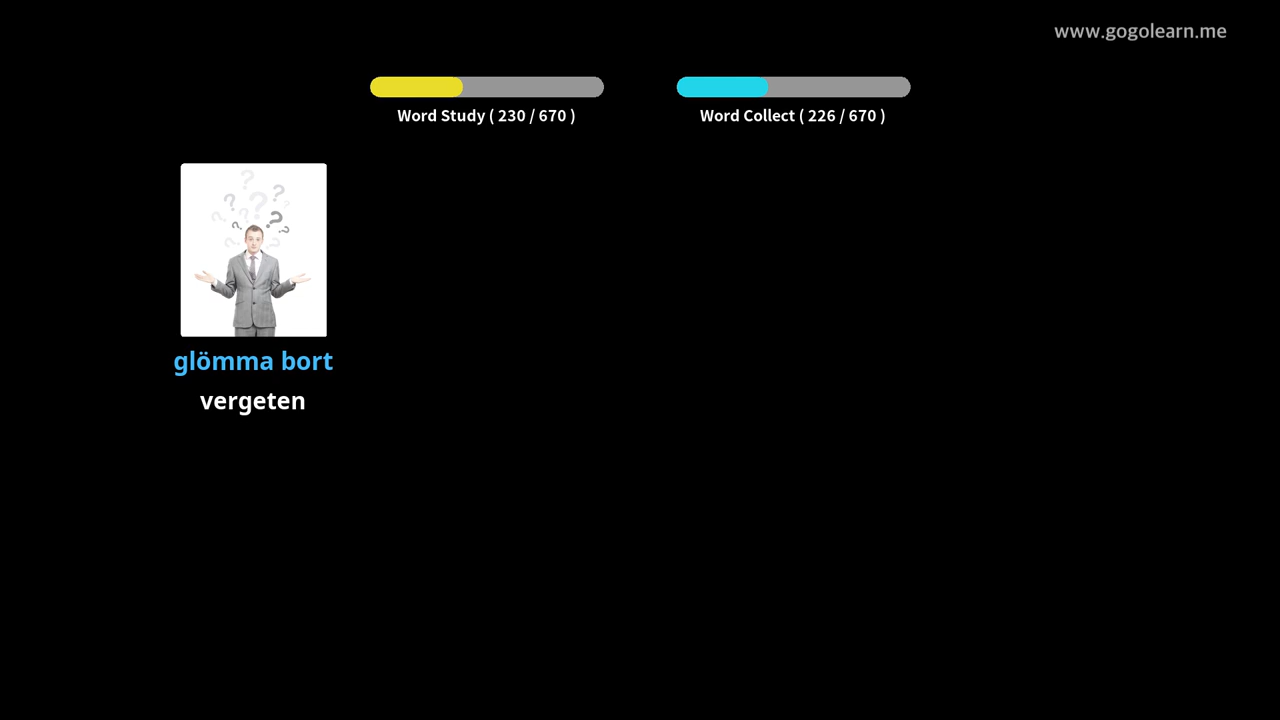 www.gogolearn.me
Word Study ( 230 / 670 )
Word Collect ( 226 / 670 )
glömma bort
vergeten